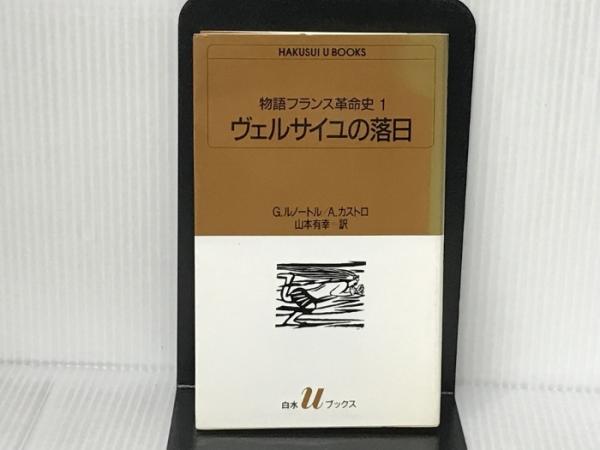 HAKUSUI U BOOKS
物語フランス革命史 1
ヴェルサイユの落日
G.ルノートル/A.カストロ
山本有幸=訳
白水 u ブックス